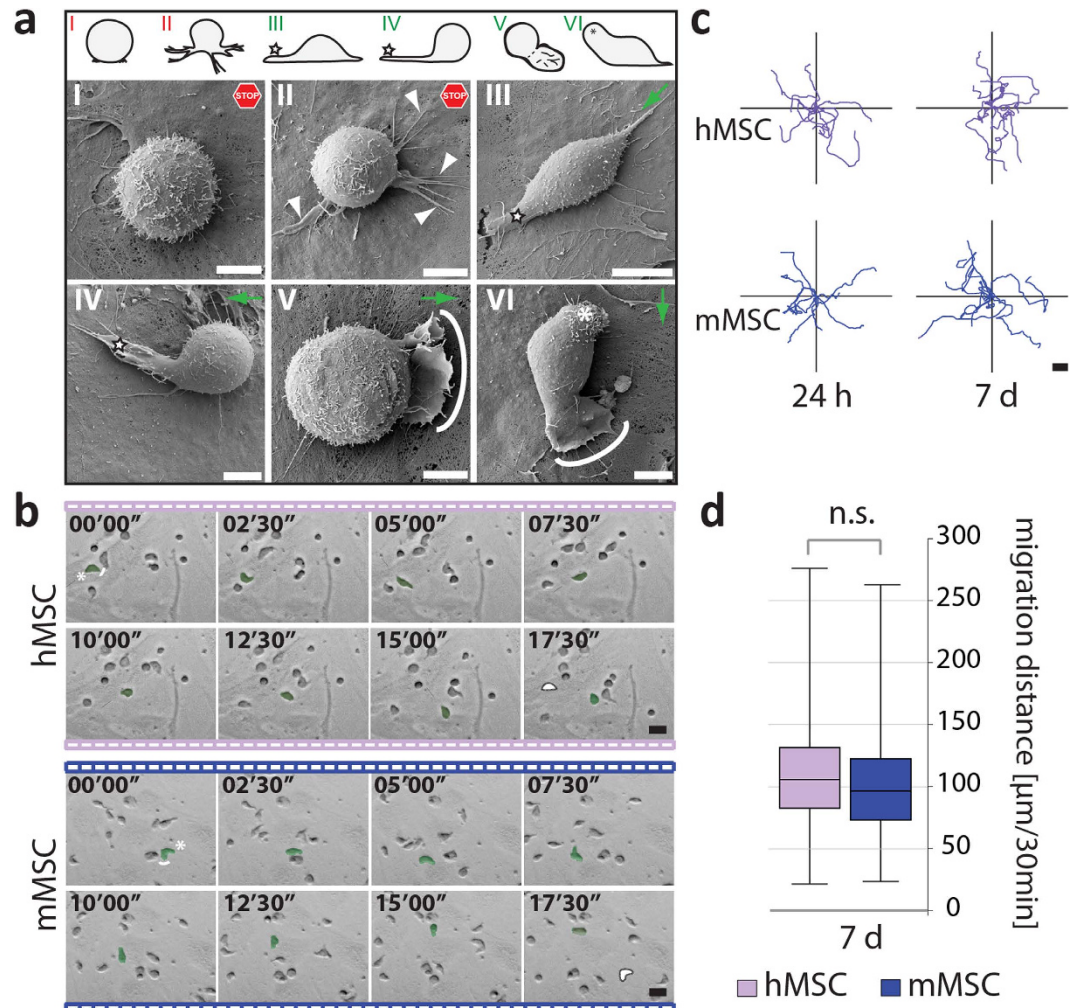 a
I II III IV V VI
I STOP II STOP III
IV V VI
b
hMSC
00’00” 02’30” 05’00” 07’30”
10’00” 12’30” 15’00” 17’30”
mMSC
00’00” 02’30” 05’00” 07’30”
10’00” 12’30” 15’00” 17’30”
c
hMSC
mMSC
24 h 7 d
d
n.s.
300
250
200
150
100
50
0
migration distance [µm/30min]
7 d
hMSC mMSC